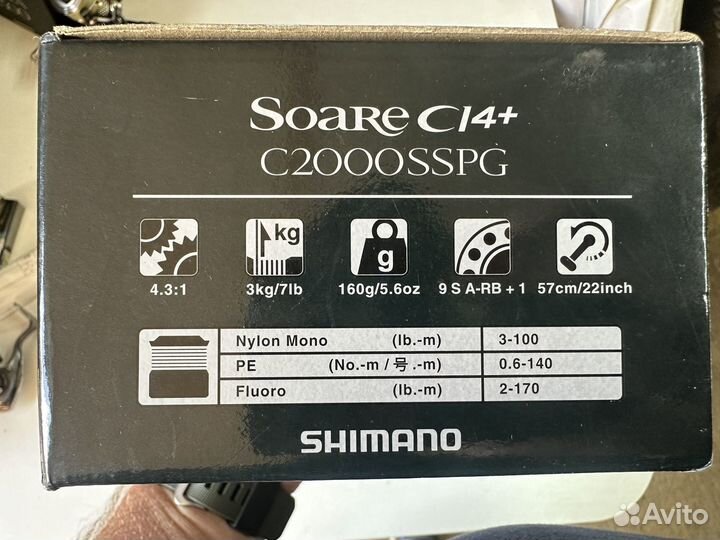 SOARE CI4+
C2000SSPG
kg
g
4.3:1 3kg/7lb 160g/5.6oz 9 S A-RB + 1 57cm/22inch
Nylon Mono (lb.-m) 3-100
PE (No.-m / 号.-m) 0.6-140
Fluoro (lb.-m) 2-170
SHIMANO
Avito